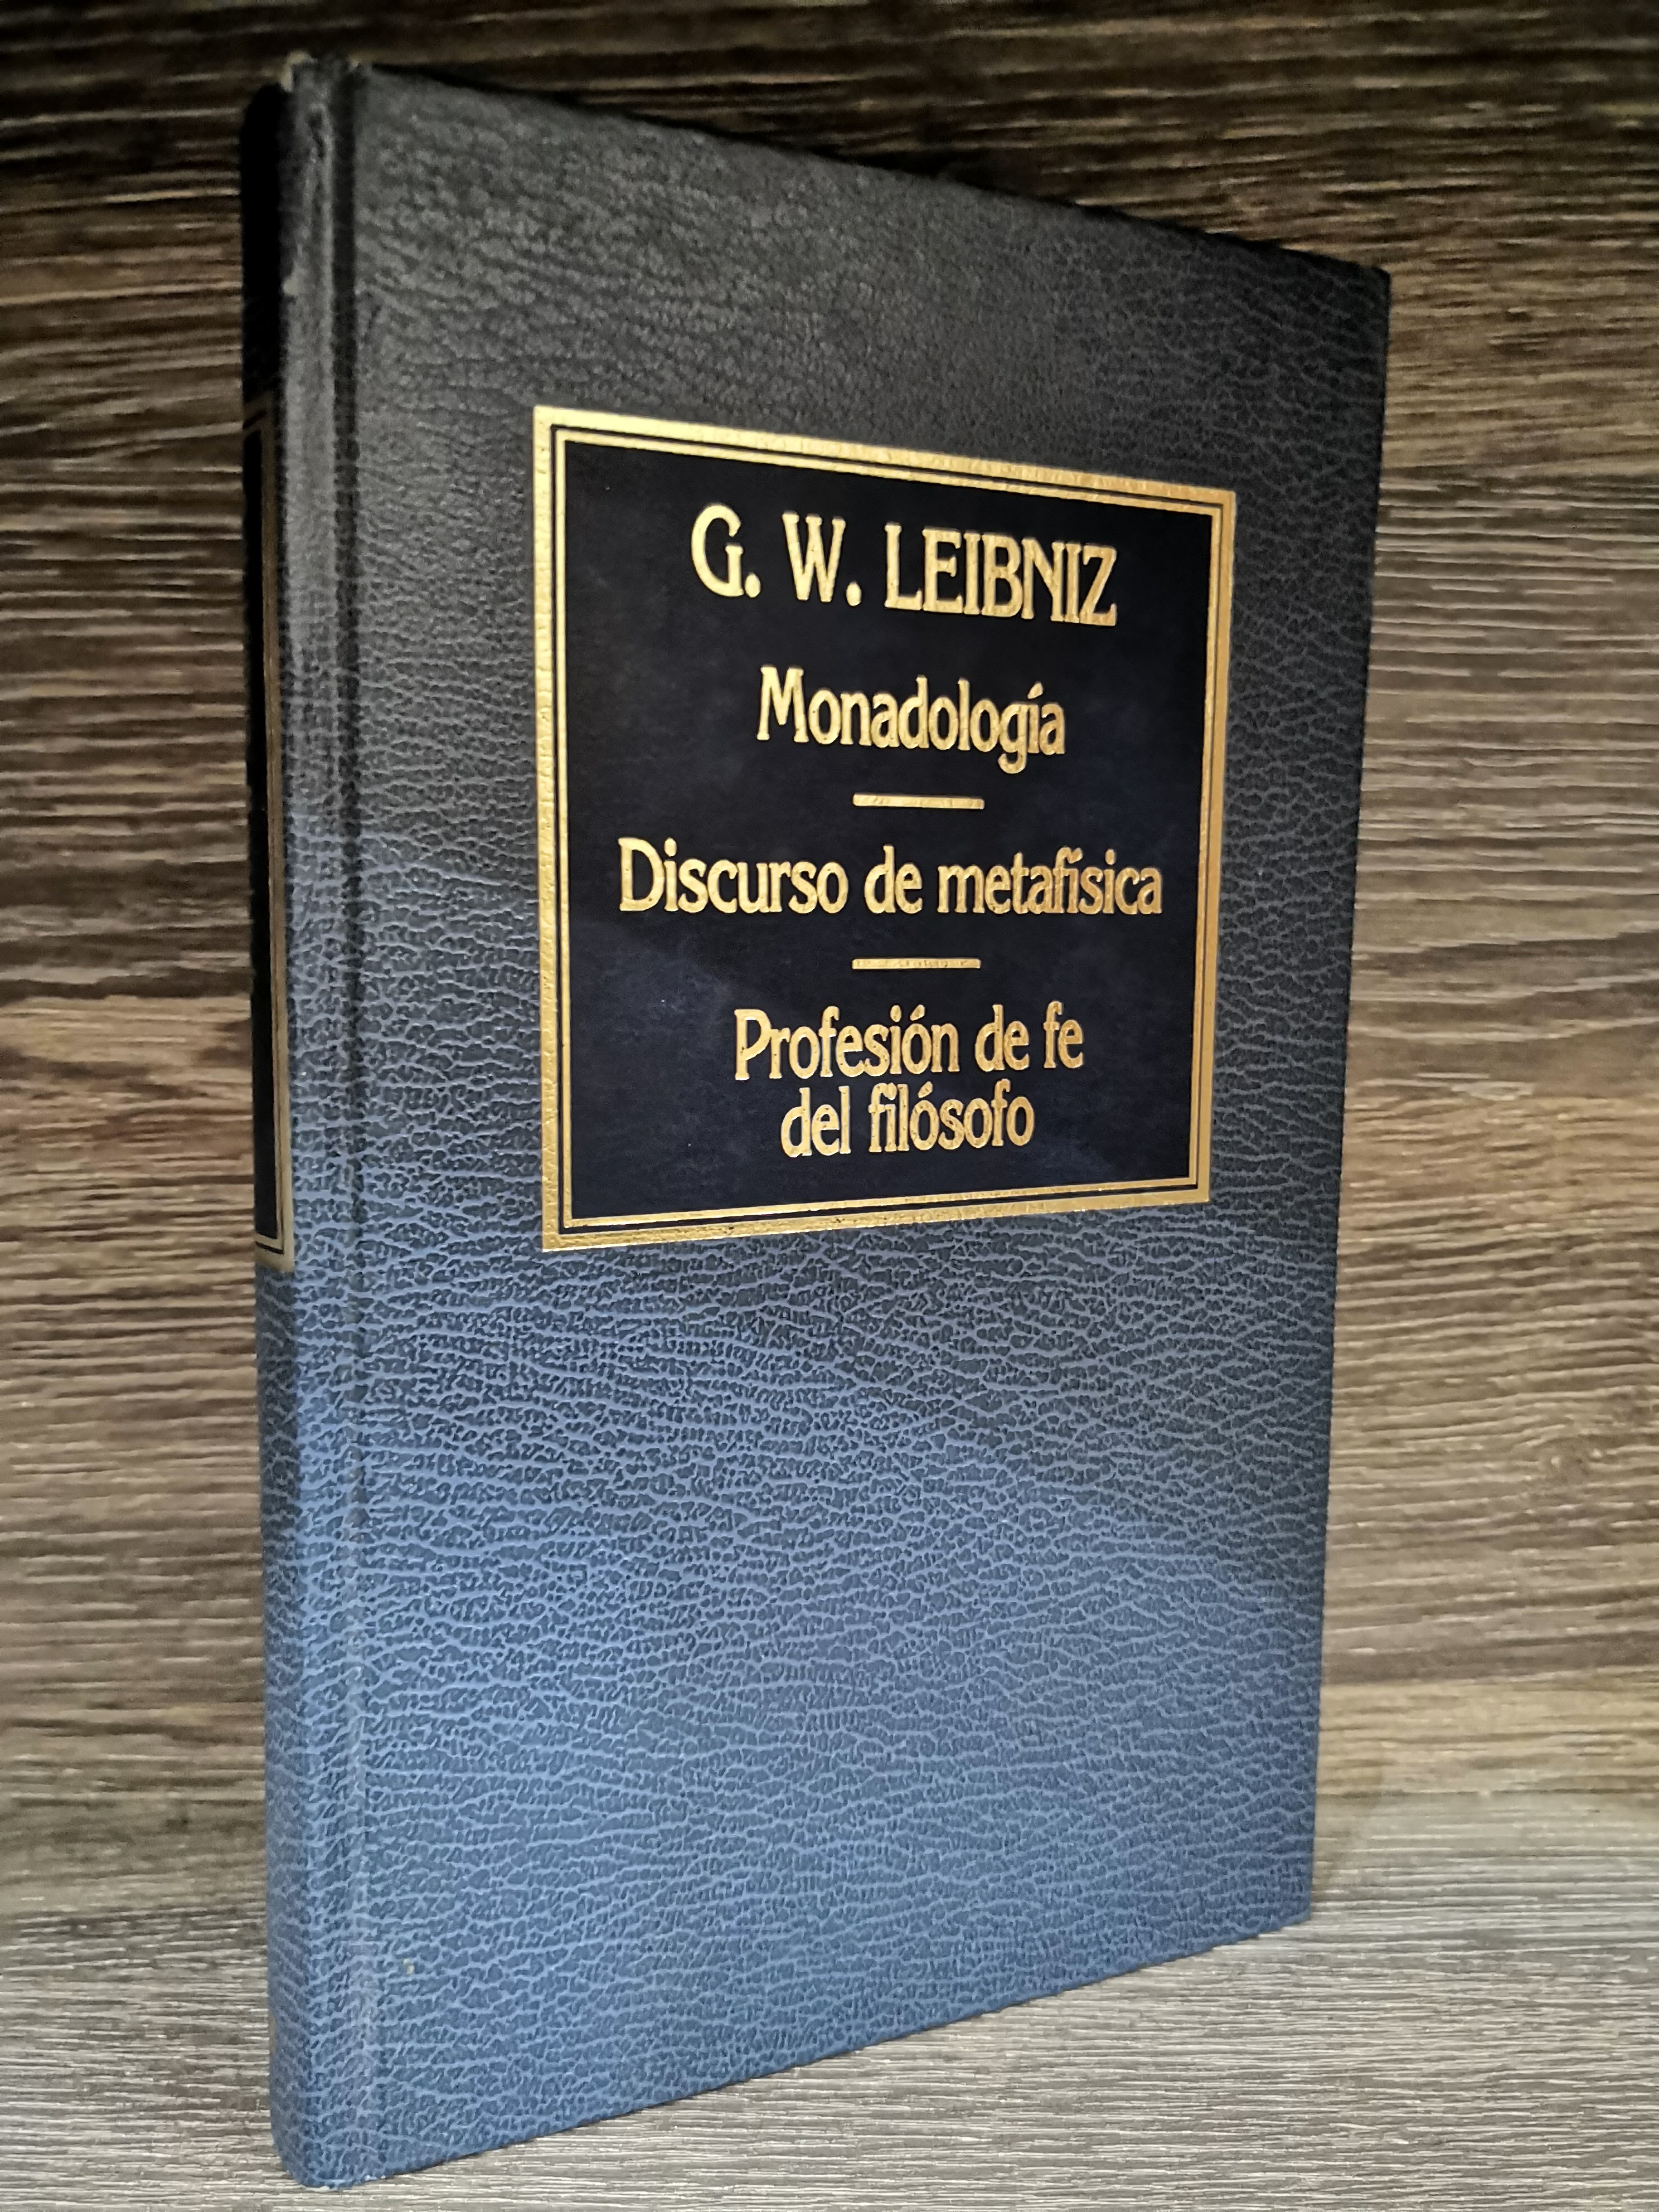 G. W. LEIBNIZ
Monadología
Discurso de metafísica
Profesión de fe
del filósofo